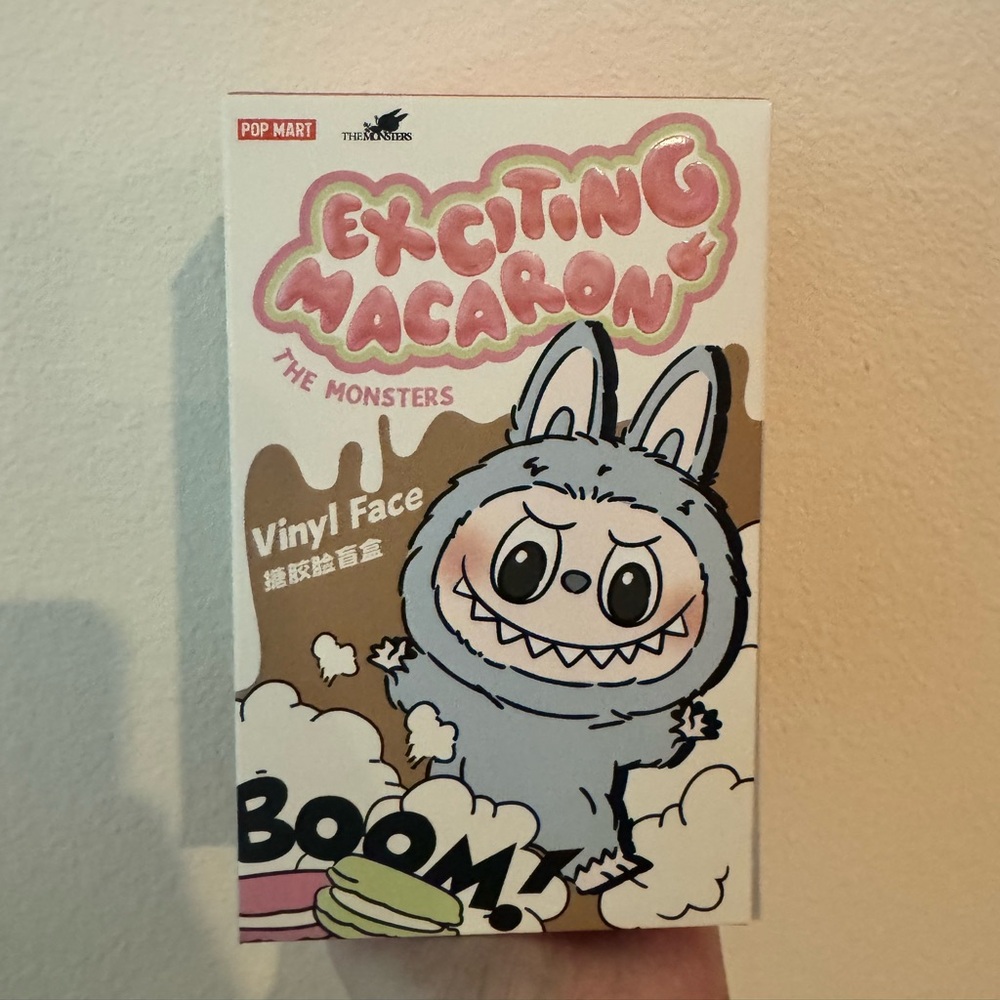 POP MART
THE MONSTERS
EXCITING
MACARON
THE MONSTERS
Vinyl Face
搪胶脸盲盒
BOOM!